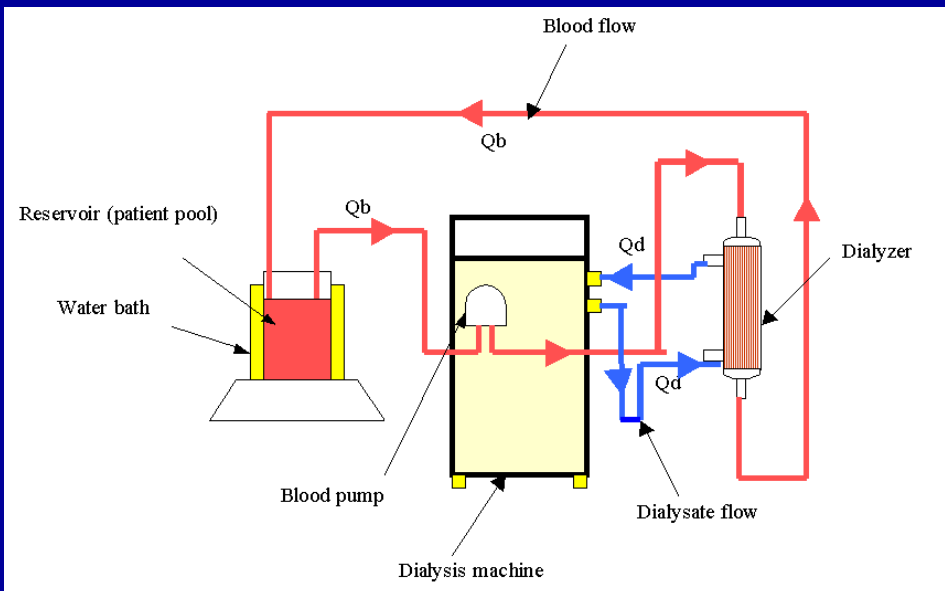 Blood flow
Qb
Reservoir (patient pool)
Qb
Qd
Dialyzer
Water bath
Qd
Blood pump
Dialysate flow
Dialysis machine